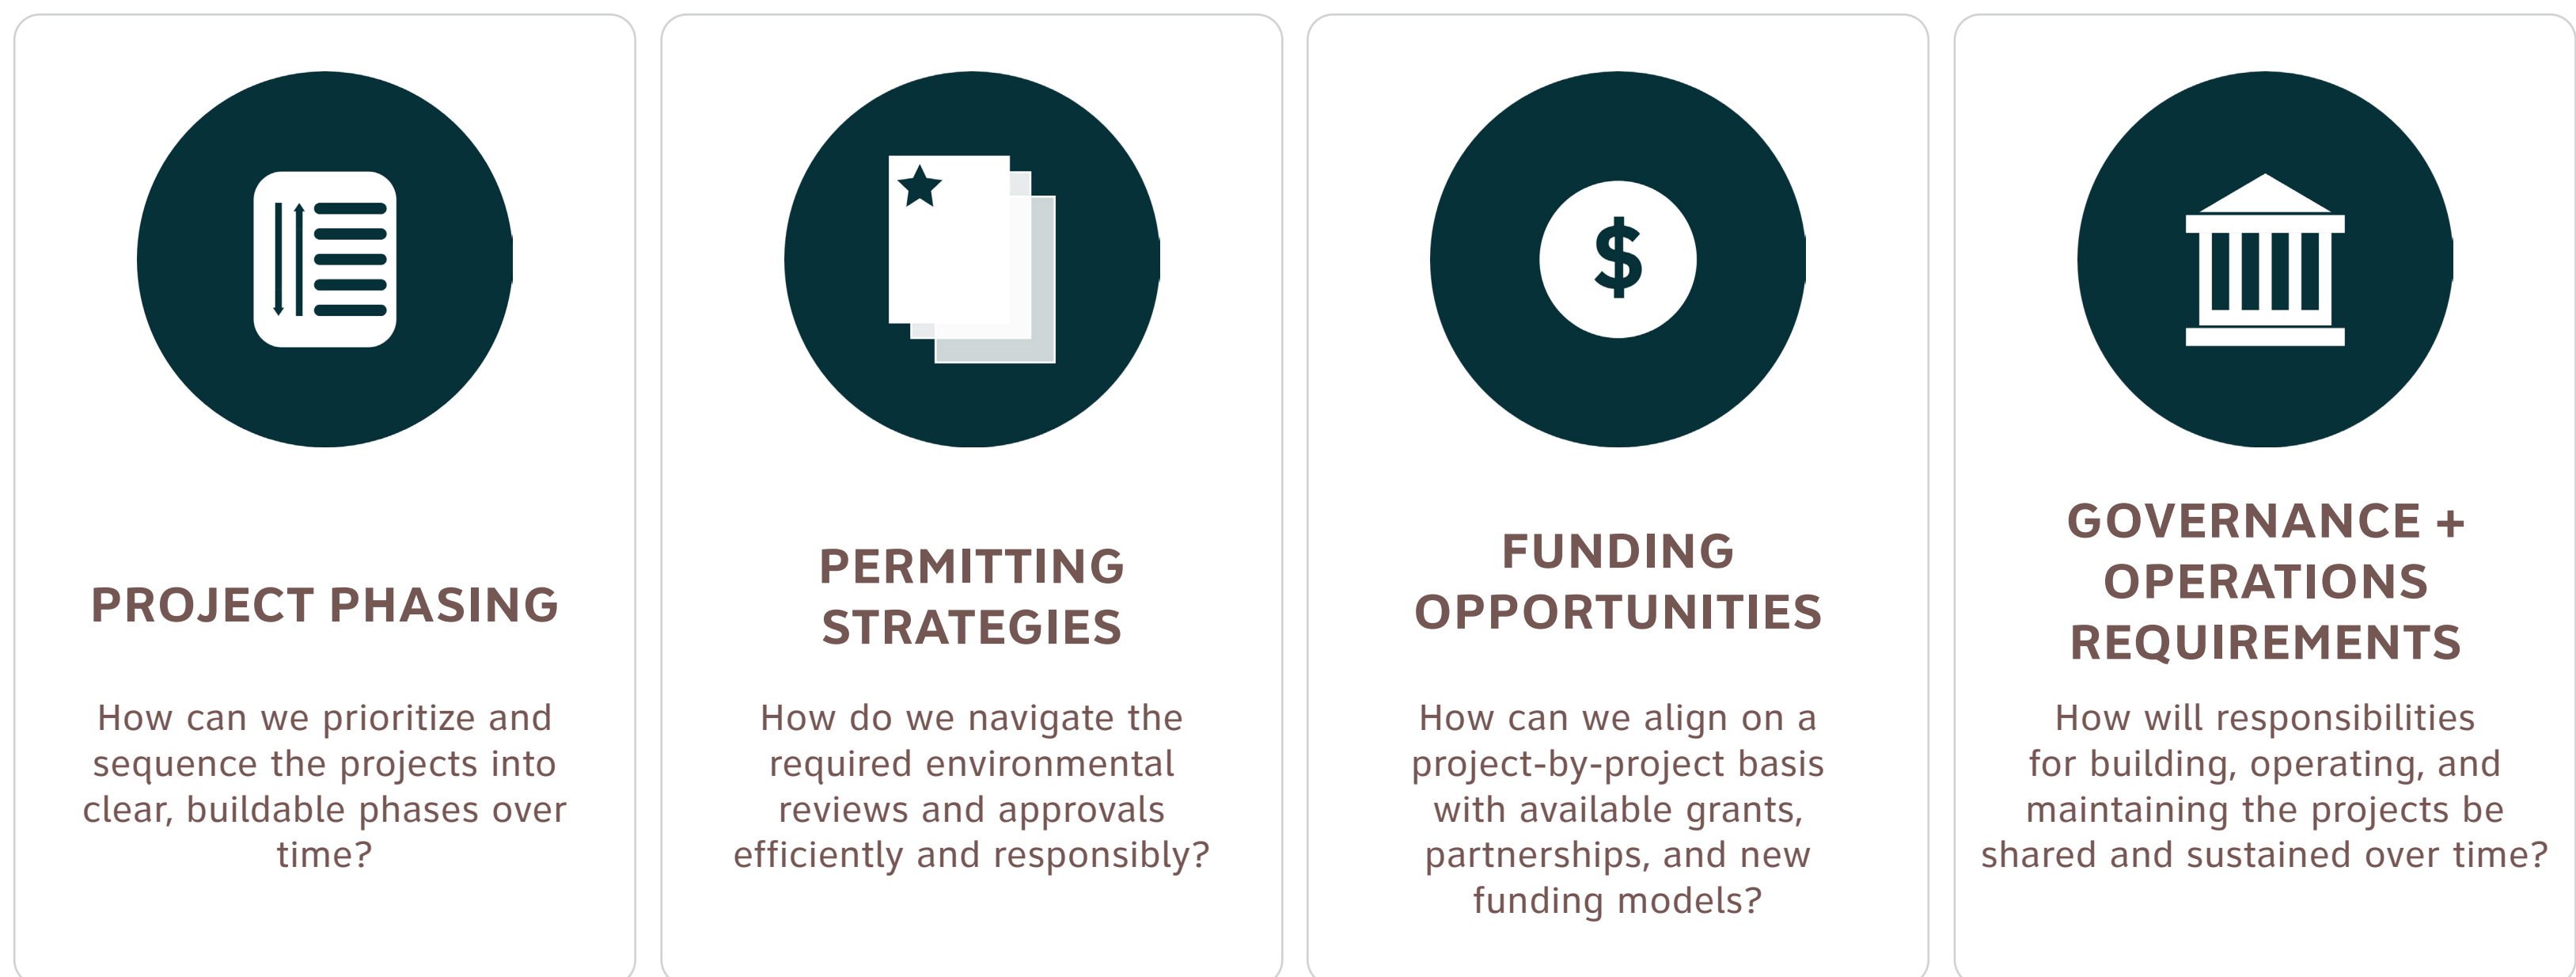 PROJECT PHASING
How can we prioritize and
sequence the projects into
clear, buildable phases over
time?
PERMITTING
STRATEGIES
How do we navigate the
required environmental
reviews and approvals
efficiently and responsibly?
$
FUNDING
OPPORTUNITIES
How can we align on a
project-by-project basis
with available grants,
partnerships, and new
funding models?
GOVERNANCE +
OPERATIONS
REQUIREMENTS
How will responsibilities
for building, operating, and
maintaining the projects be
shared and sustained over time?